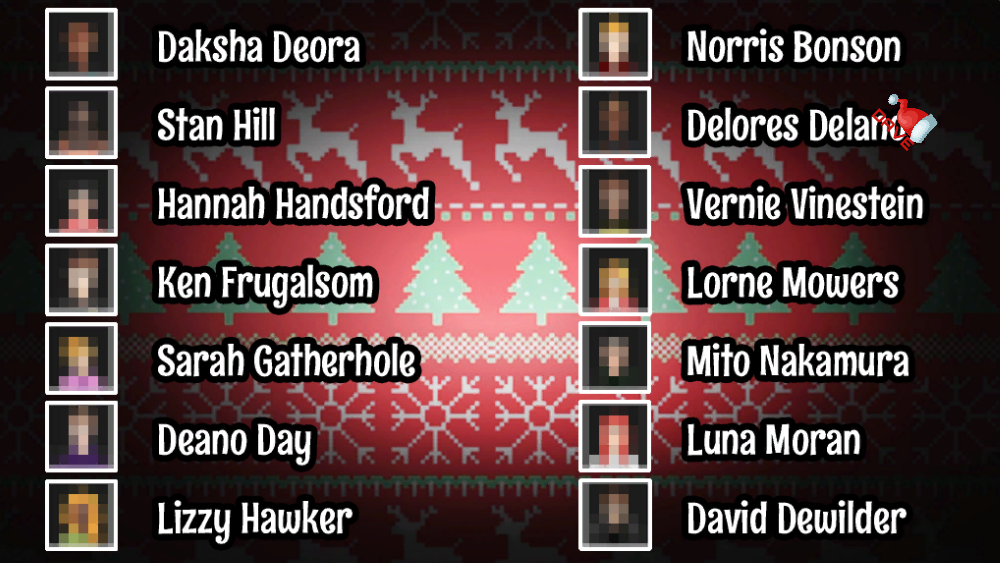 Daksha Deora
Stan Hill
Hannah Handsford
Ken Frugalsom
Sarah Gatherhole
Deano Day
Lizzy Hawker
Norris Bonson
Delores
DAVE
Vernie Vinestein
Lorne Mowers
Mito Nakamura
Luna Moran
David Dewilder